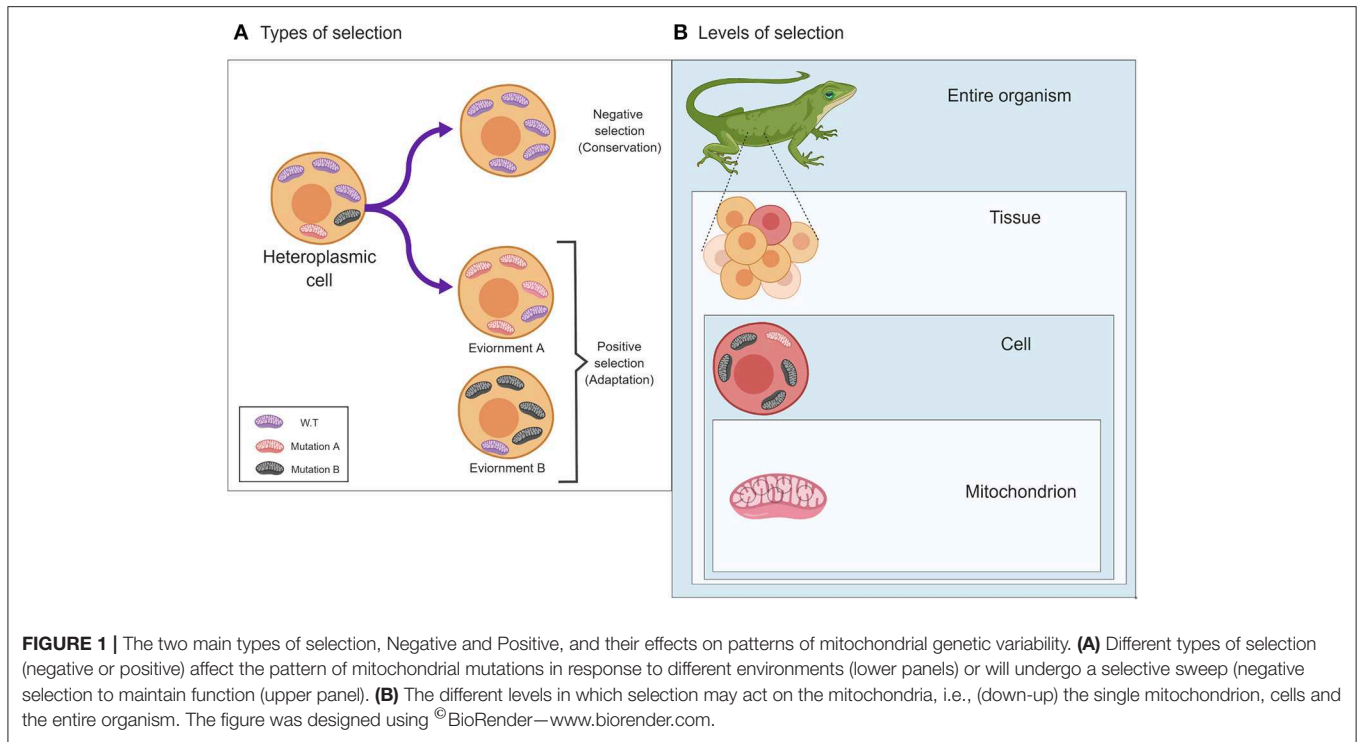 A Types of selection
Negative
selection
(Conservation)
Heteroplasmic
cell
Eviornment A
Positive
selection
(Adaptation)
Eviornment B
W.T
Mutation A
Mutation B
B Levels of selection
Entire organism
Tissue
Cell
Mitochondrion
FIGURE 1 | The two main types of selection, Negative and Positive, and their effects on patterns of mitochondrial genetic variability. (A) Different types of selection
(negative or positive) affect the pattern of mitochondrial mutations in response to different environments (lower panels) or will undergo a selective sweep (negative
selection to maintain function (upper panel). (B) The different levels in which selection may act on the mitochondria, i.e., (down-up) the single mitochondrion, cells and
the entire organism. The figure was designed using ©BioRender—www.biorender.com.